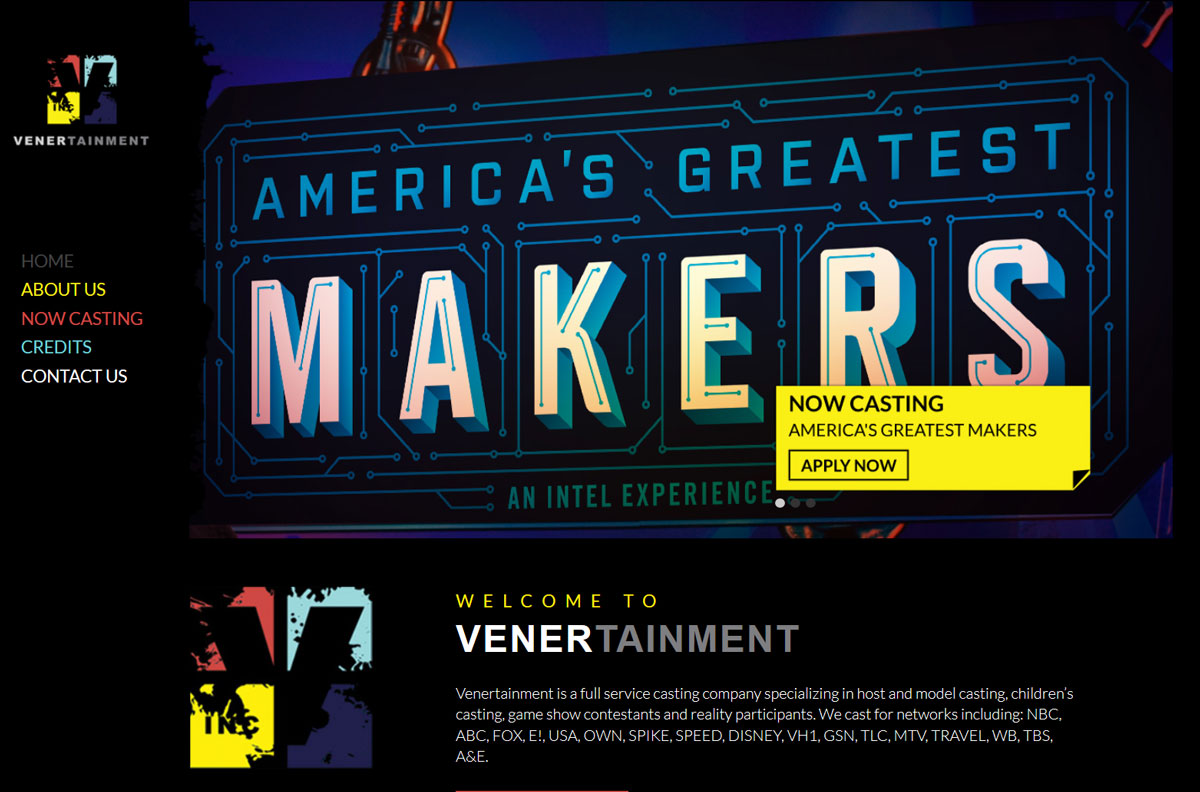 VENERTAINMENT
INC
HOME
ABOUT US
NOW CASTING
CREDITS
CONTACT US
AMERICA'S GREATEST
MAKERS
AN INTEL EXPERIENCE
NOW CASTING
AMERICA'S GREATEST MAKERS
APPLY NOW
INC
WELCOME TO
VENERTAINMENT
Venertainment is a full service casting company specializing in host and model casting, children's
casting, game show contestants and reality participants. We cast for networks including: NBC,
ABC, FOX, E!, USA, OWN, SPIKE, SPEED, DISNEY, VH1, GSN, TLC, MTV, TRAVEL, WB, TBS,
A&E.